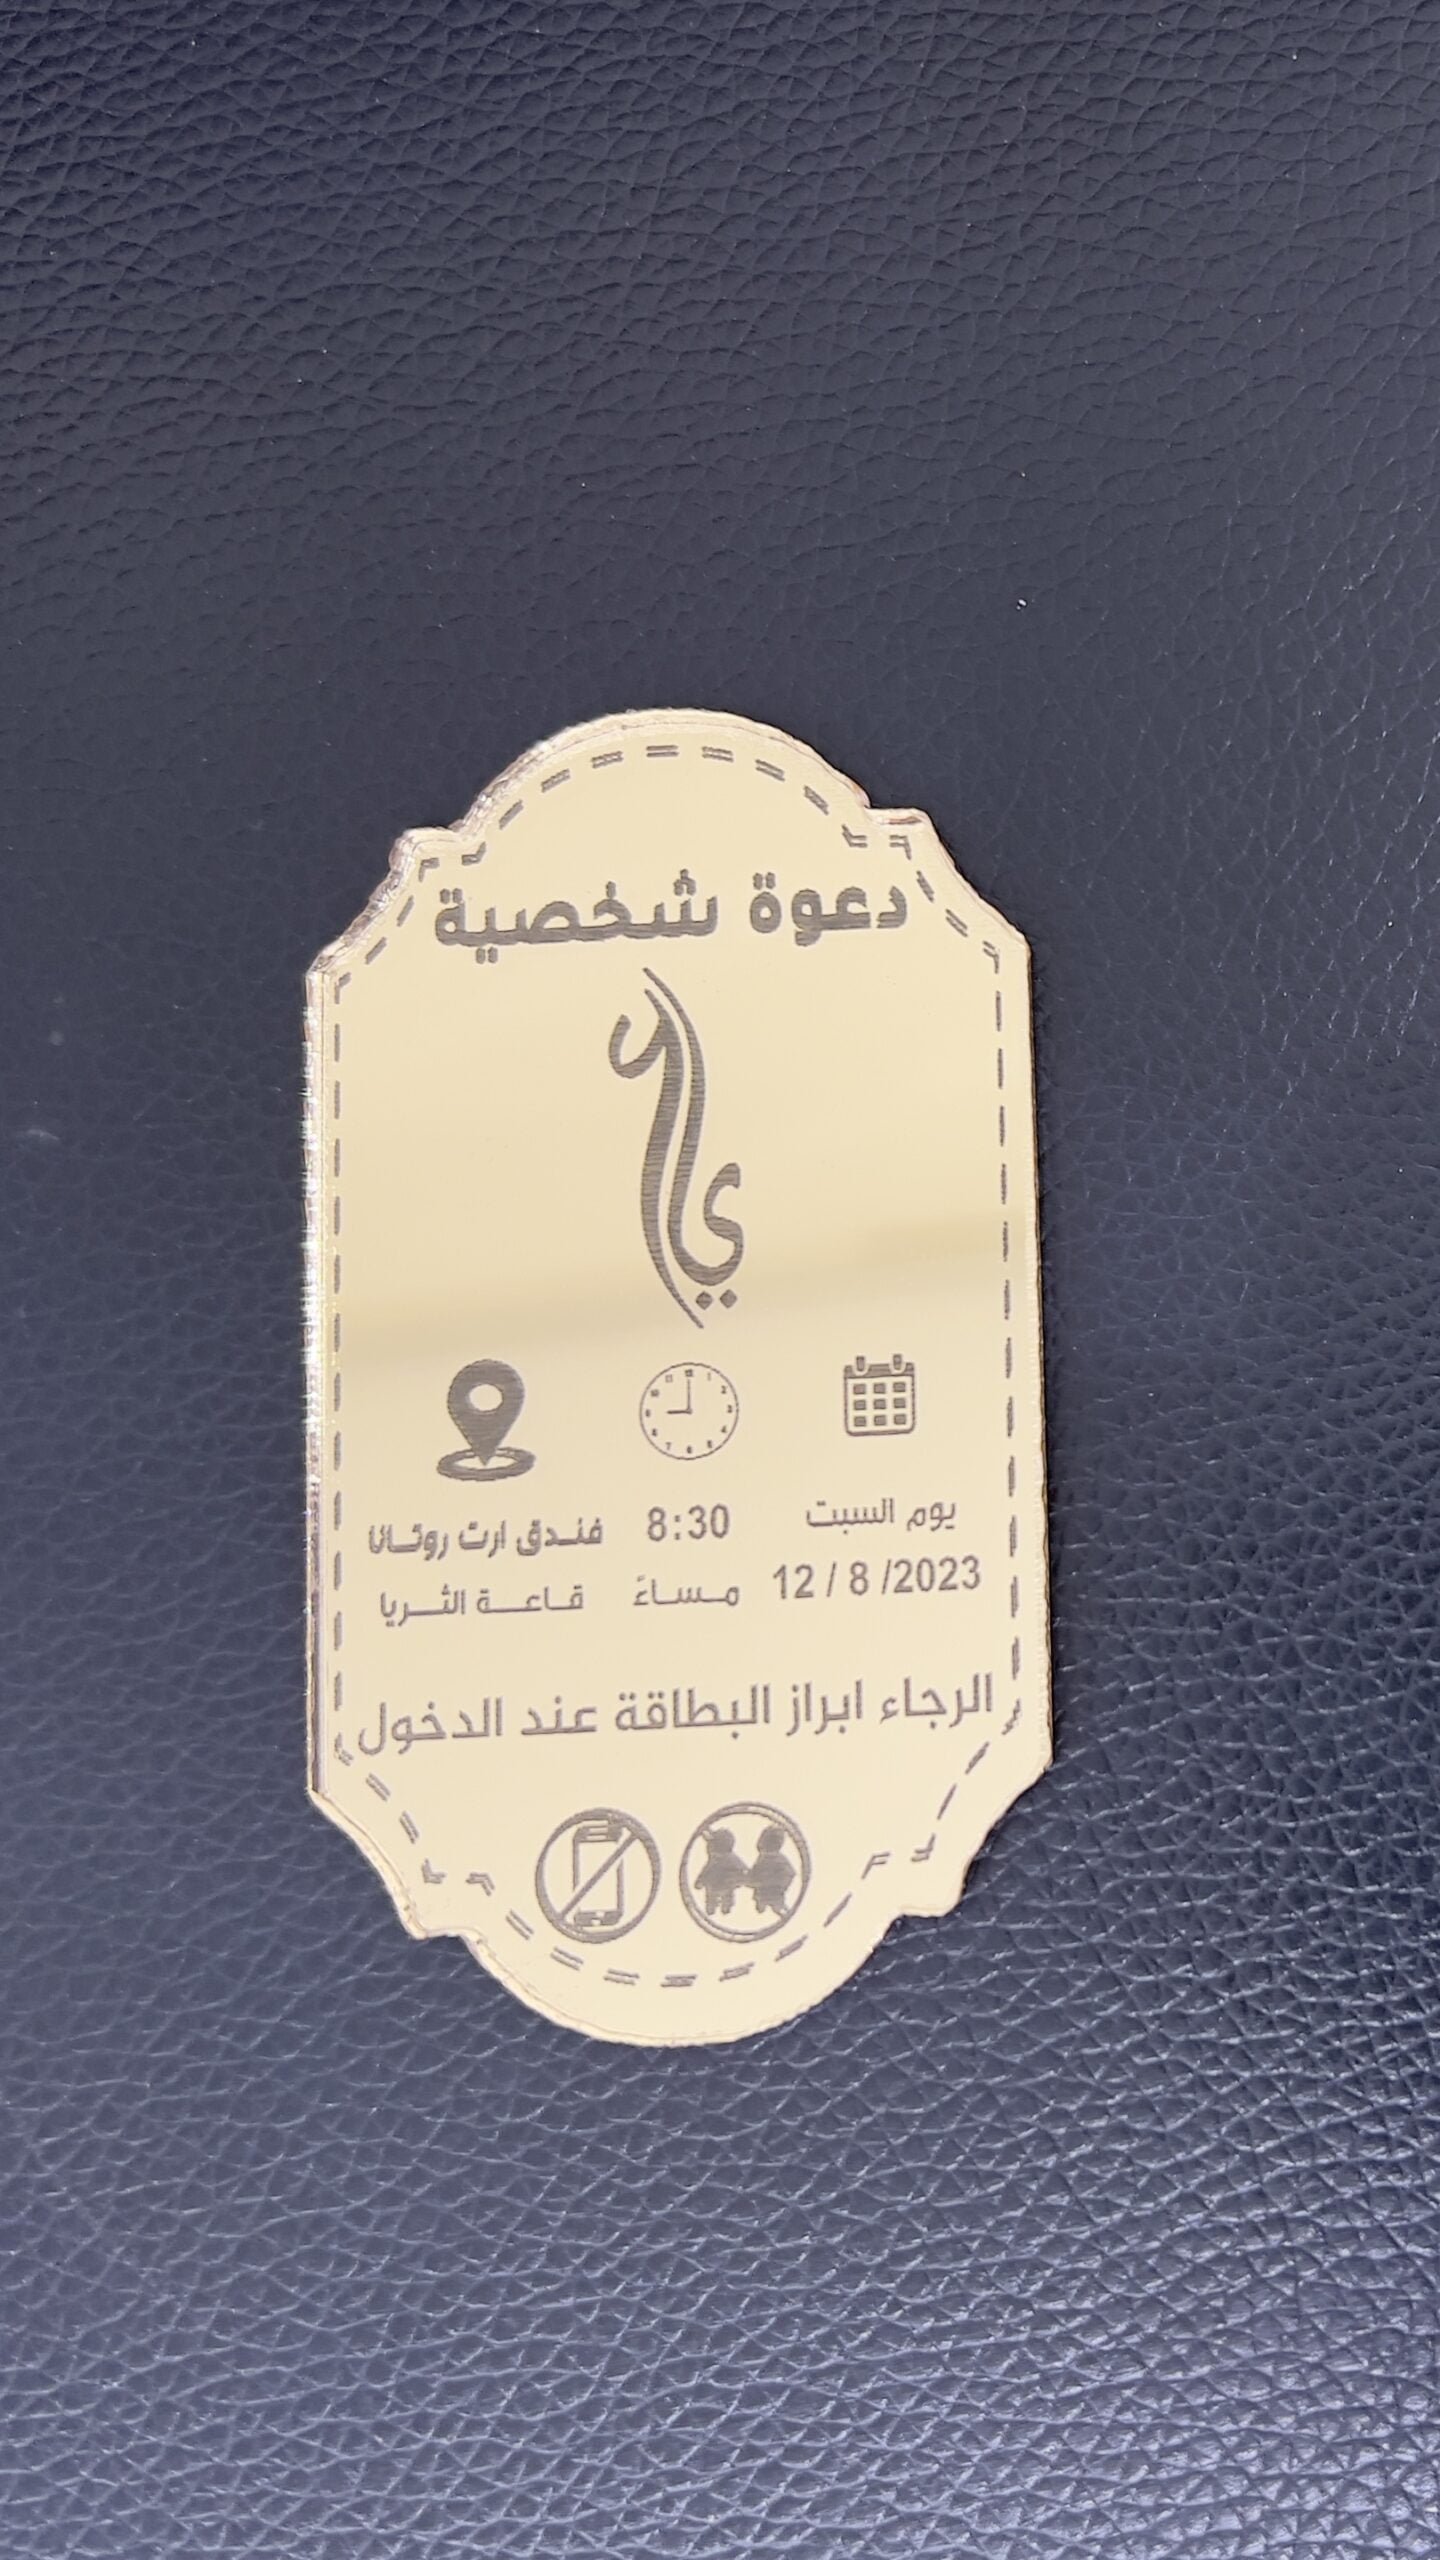 دعوة شخصية
يوم السبت
12 / 8 /2023
8:30
مساءً
فندق ارت روتانا
قاعة الثريا
الرجاء ابراز البطاقة عند الدخول